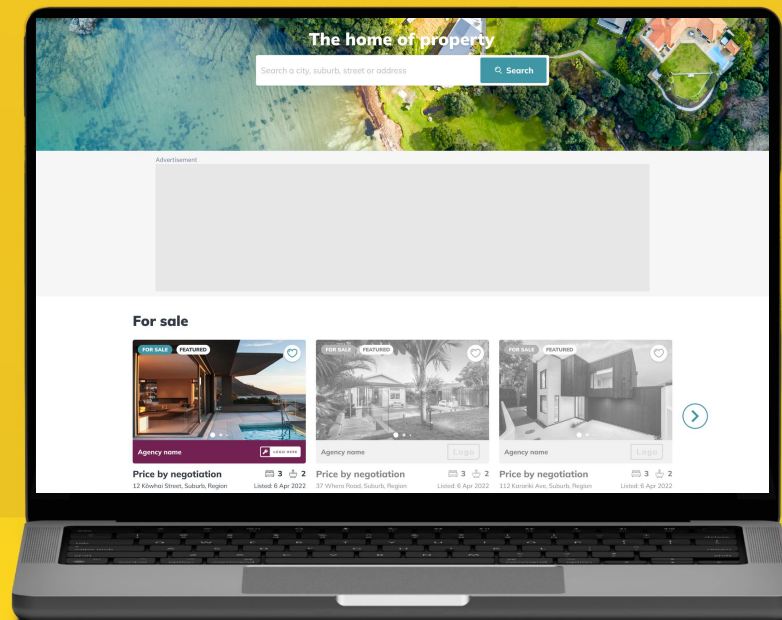 The home of property
Search a city, suburb, street or address
Search
Advertisement
For sale
FOR SALE FEATURED
Agency name LOGO HERE
Price by negotiation 3 2
12 Kōwhai Street, Suburb, Region Listed: 6 Apr 2022
FOR SALE FEATURED
Agency name Logo
Price by negotiation 3 2
37 Whero Road, Suburb, Region Listed: 6 Apr 2022
FOR SALE FEATURED
Agency name Logo
Price by negotiation 3 2
112 Karariki Ave, Suburb, Region Listed: 6 Apr 2022